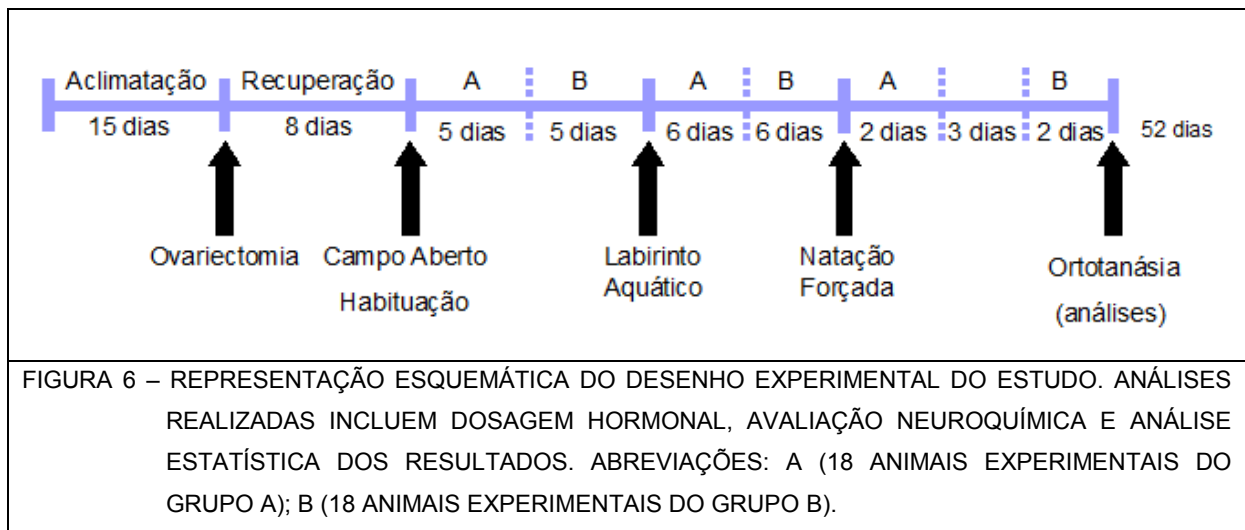 Aclimatação Recuperação A B A B A B
15 dias 8 dias 5 dias 5 dias 6 dias 6 dias 2 dias 3 dias 2 dias 52 dias
Ovariectomia Campo Aberto Labirinto Natação Ortotanásia
Habituação Aquático Forçada (análises)
FIGURA 6 – REPRESENTAÇÃO ESQUEMÁTICA DO DESENHO EXPERIMENTAL DO ESTUDO. ANÁLISES
REALIZADAS INCLUEM DOSAGEM HORMONAL, AVALIAÇÃO NEUROQUÍMICA E ANÁLISE
ESTATÍSTICA DOS RESULTADOS. ABREVIAÇÕES: A (18 ANIMAIS EXPERIMENTAIS DO
GRUPO A); B (18 ANIMAIS EXPERIMENTAIS DO GRUPO B).